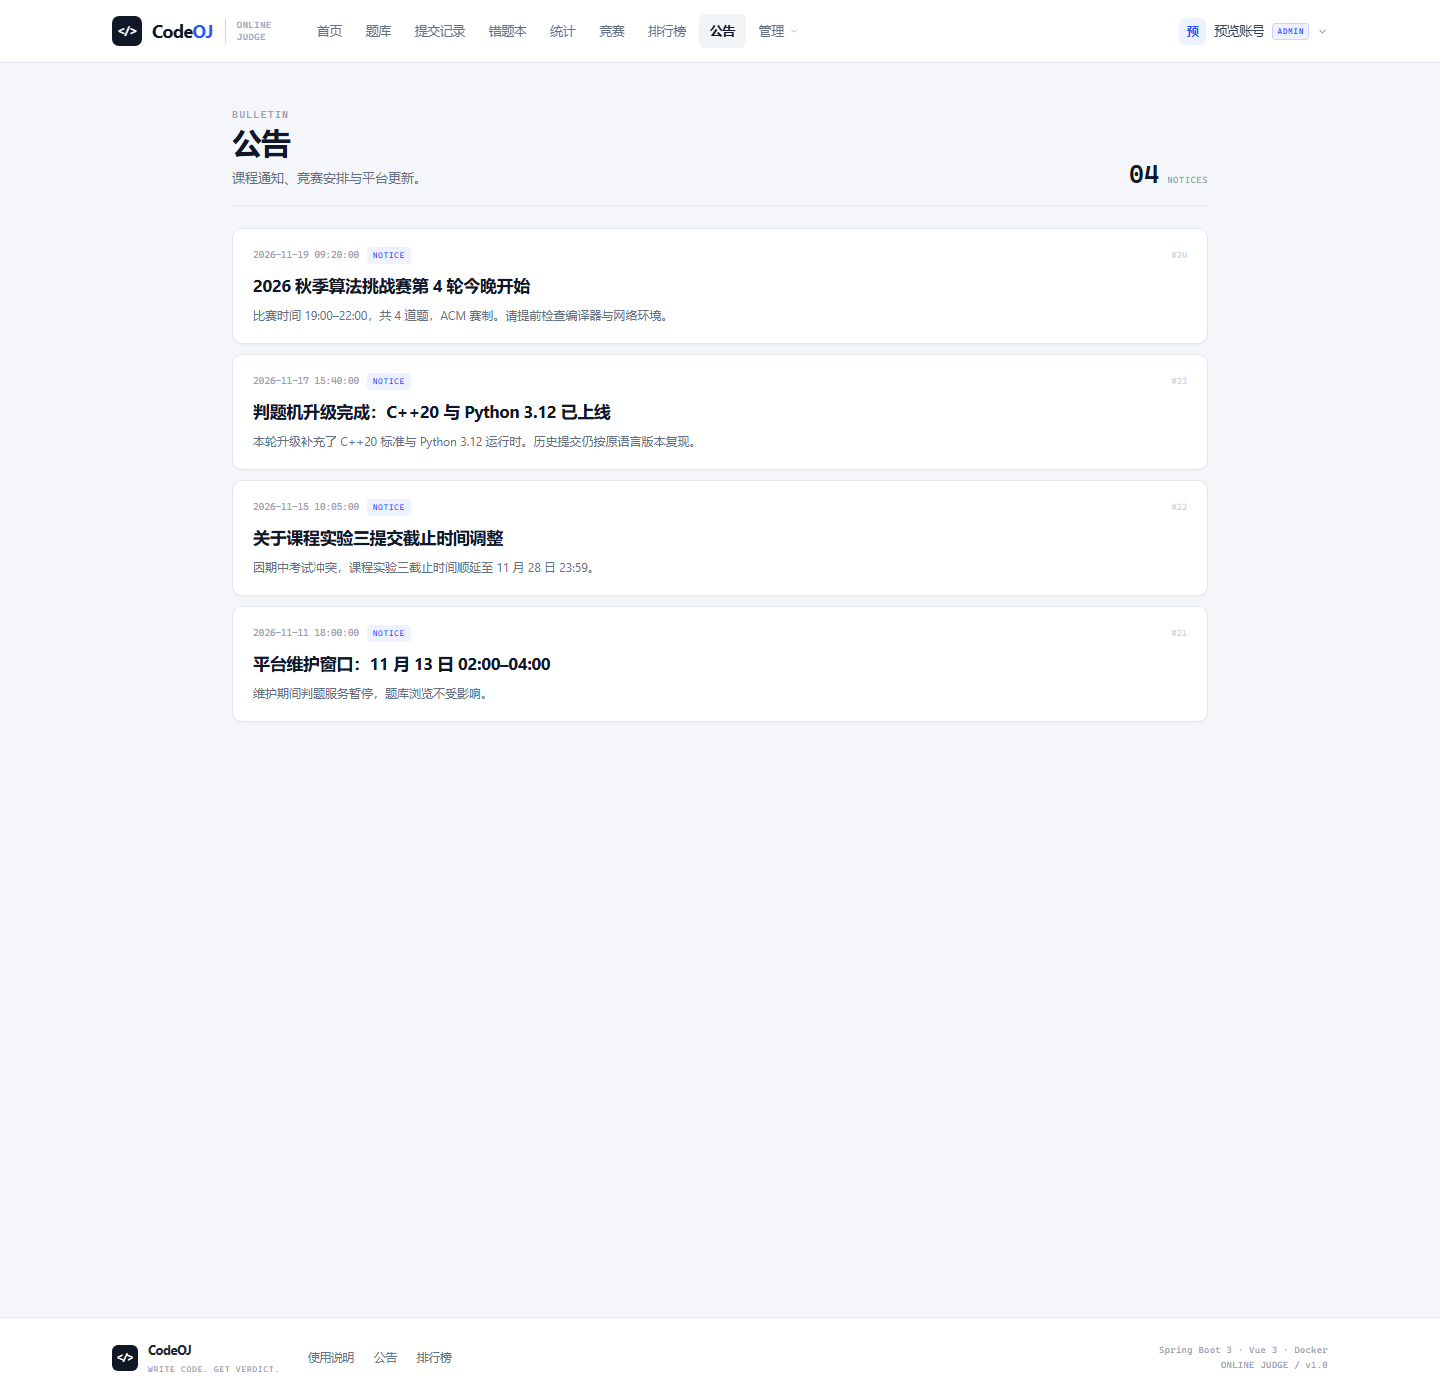 </> CodeOJ ONLINE JUDGE 首页 题库 提交记录 错题本 统计 竞赛 排行榜 公告 管理 预 预览账号 ADMIN
BULLETIN
公告
课程通知、竞赛安排与平台更新。
04 NOTICES
2026-11-19 09:20:00 NOTICE #24
2026 秋季算法挑战赛第 4 轮今晚开始
比赛时间 19:00–22:00，共 4 道题，ACM 赛制。请提前检查编译器与网络环境。
2026-11-17 15:40:00 NOTICE #23
判题机升级完成：C++20 与 Python 3.12 已上线
本轮升级补充了 C++20 标准与 Python 3.12 运行时。历史提交仍按原语言版本复现。
2026-11-15 10:05:00 NOTICE #22
关于课程实验三提交截止时间调整
因期中考试冲突，课程实验三截止时间顺延至 11 月 28 日 23:59。
2026-11-11 18:00:00 NOTICE #21
平台维护窗口：11 月 13 日 02:00–04:00
维护期间判题服务暂停，题库浏览不受影响。
</> CodeOJ
WRITE CODE. GET VERDICT.
使用说明 公告 排行榜
Spring Boot 3 · Vue 3 · Docker
ONLINE JUDGE / v1.0